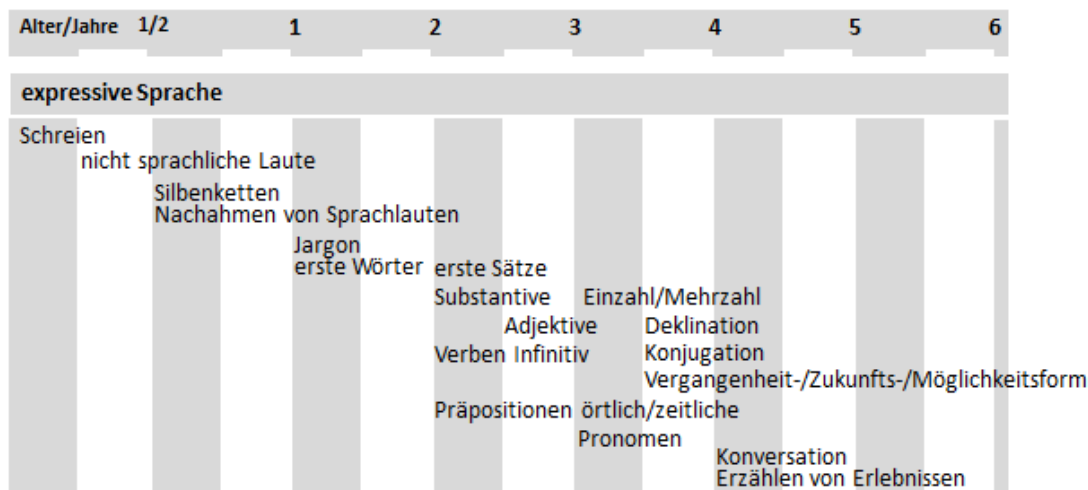 Alter/Jahre 1/2 1 2 3 4 5 6
expressive Sprache
Schreien
nicht sprachliche Laute
Silbenketten
Nachahmen von Sprachlauten
Jargon
erste Wörter erste Sätze
Substantive Einzahl/Mehrzahl
Adjektive Deklination
Verben Infinitiv Konjugation
Vergangenheit-/Zukunfts-/Möglichkeitsform
Präpositionen örtlich/zeitliche
Pronomen
Konversation
Erzählen von Erlebnissen